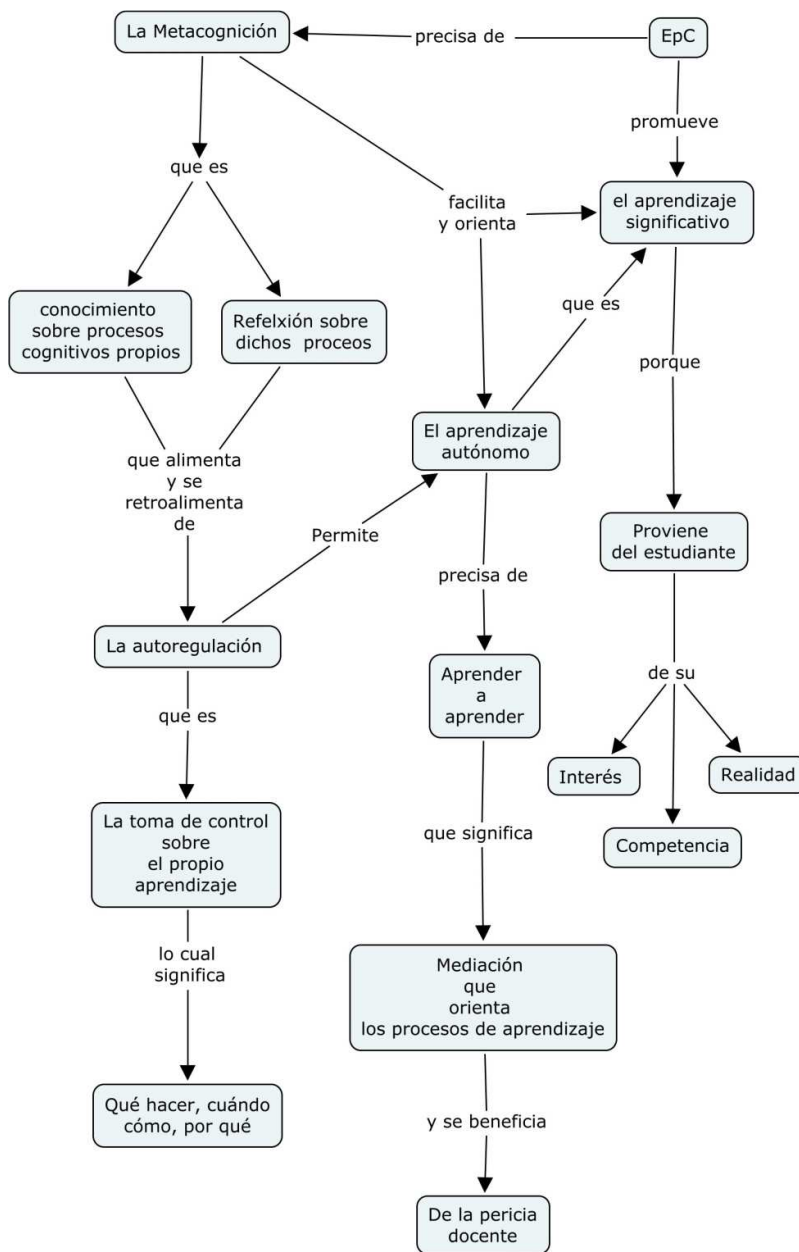 La Metacognición
precisa de
EpC
promueve
que es
facilita
y orienta
el aprendizaje
significativo
conocimiento
sobre procesos
cognitivos propios
Refelxión sobre
dichos proceos
que es
porque
El aprendizaje
autónomo
que alimenta
y se
retroalimenta
de
Permite
Proviene
del estudiante
precisa de
La autoregulación
Aprender
a
aprender
de su
que es
Interés
Realidad
La toma de control
sobre
el propio
aprendizaje
que significa
Competencia
lo cual
significa
Mediación
que
orienta
los procesos de aprendizaje
Qué hacer, cuándo
cómo, por qué
y se beneficia
De la pericia
docente